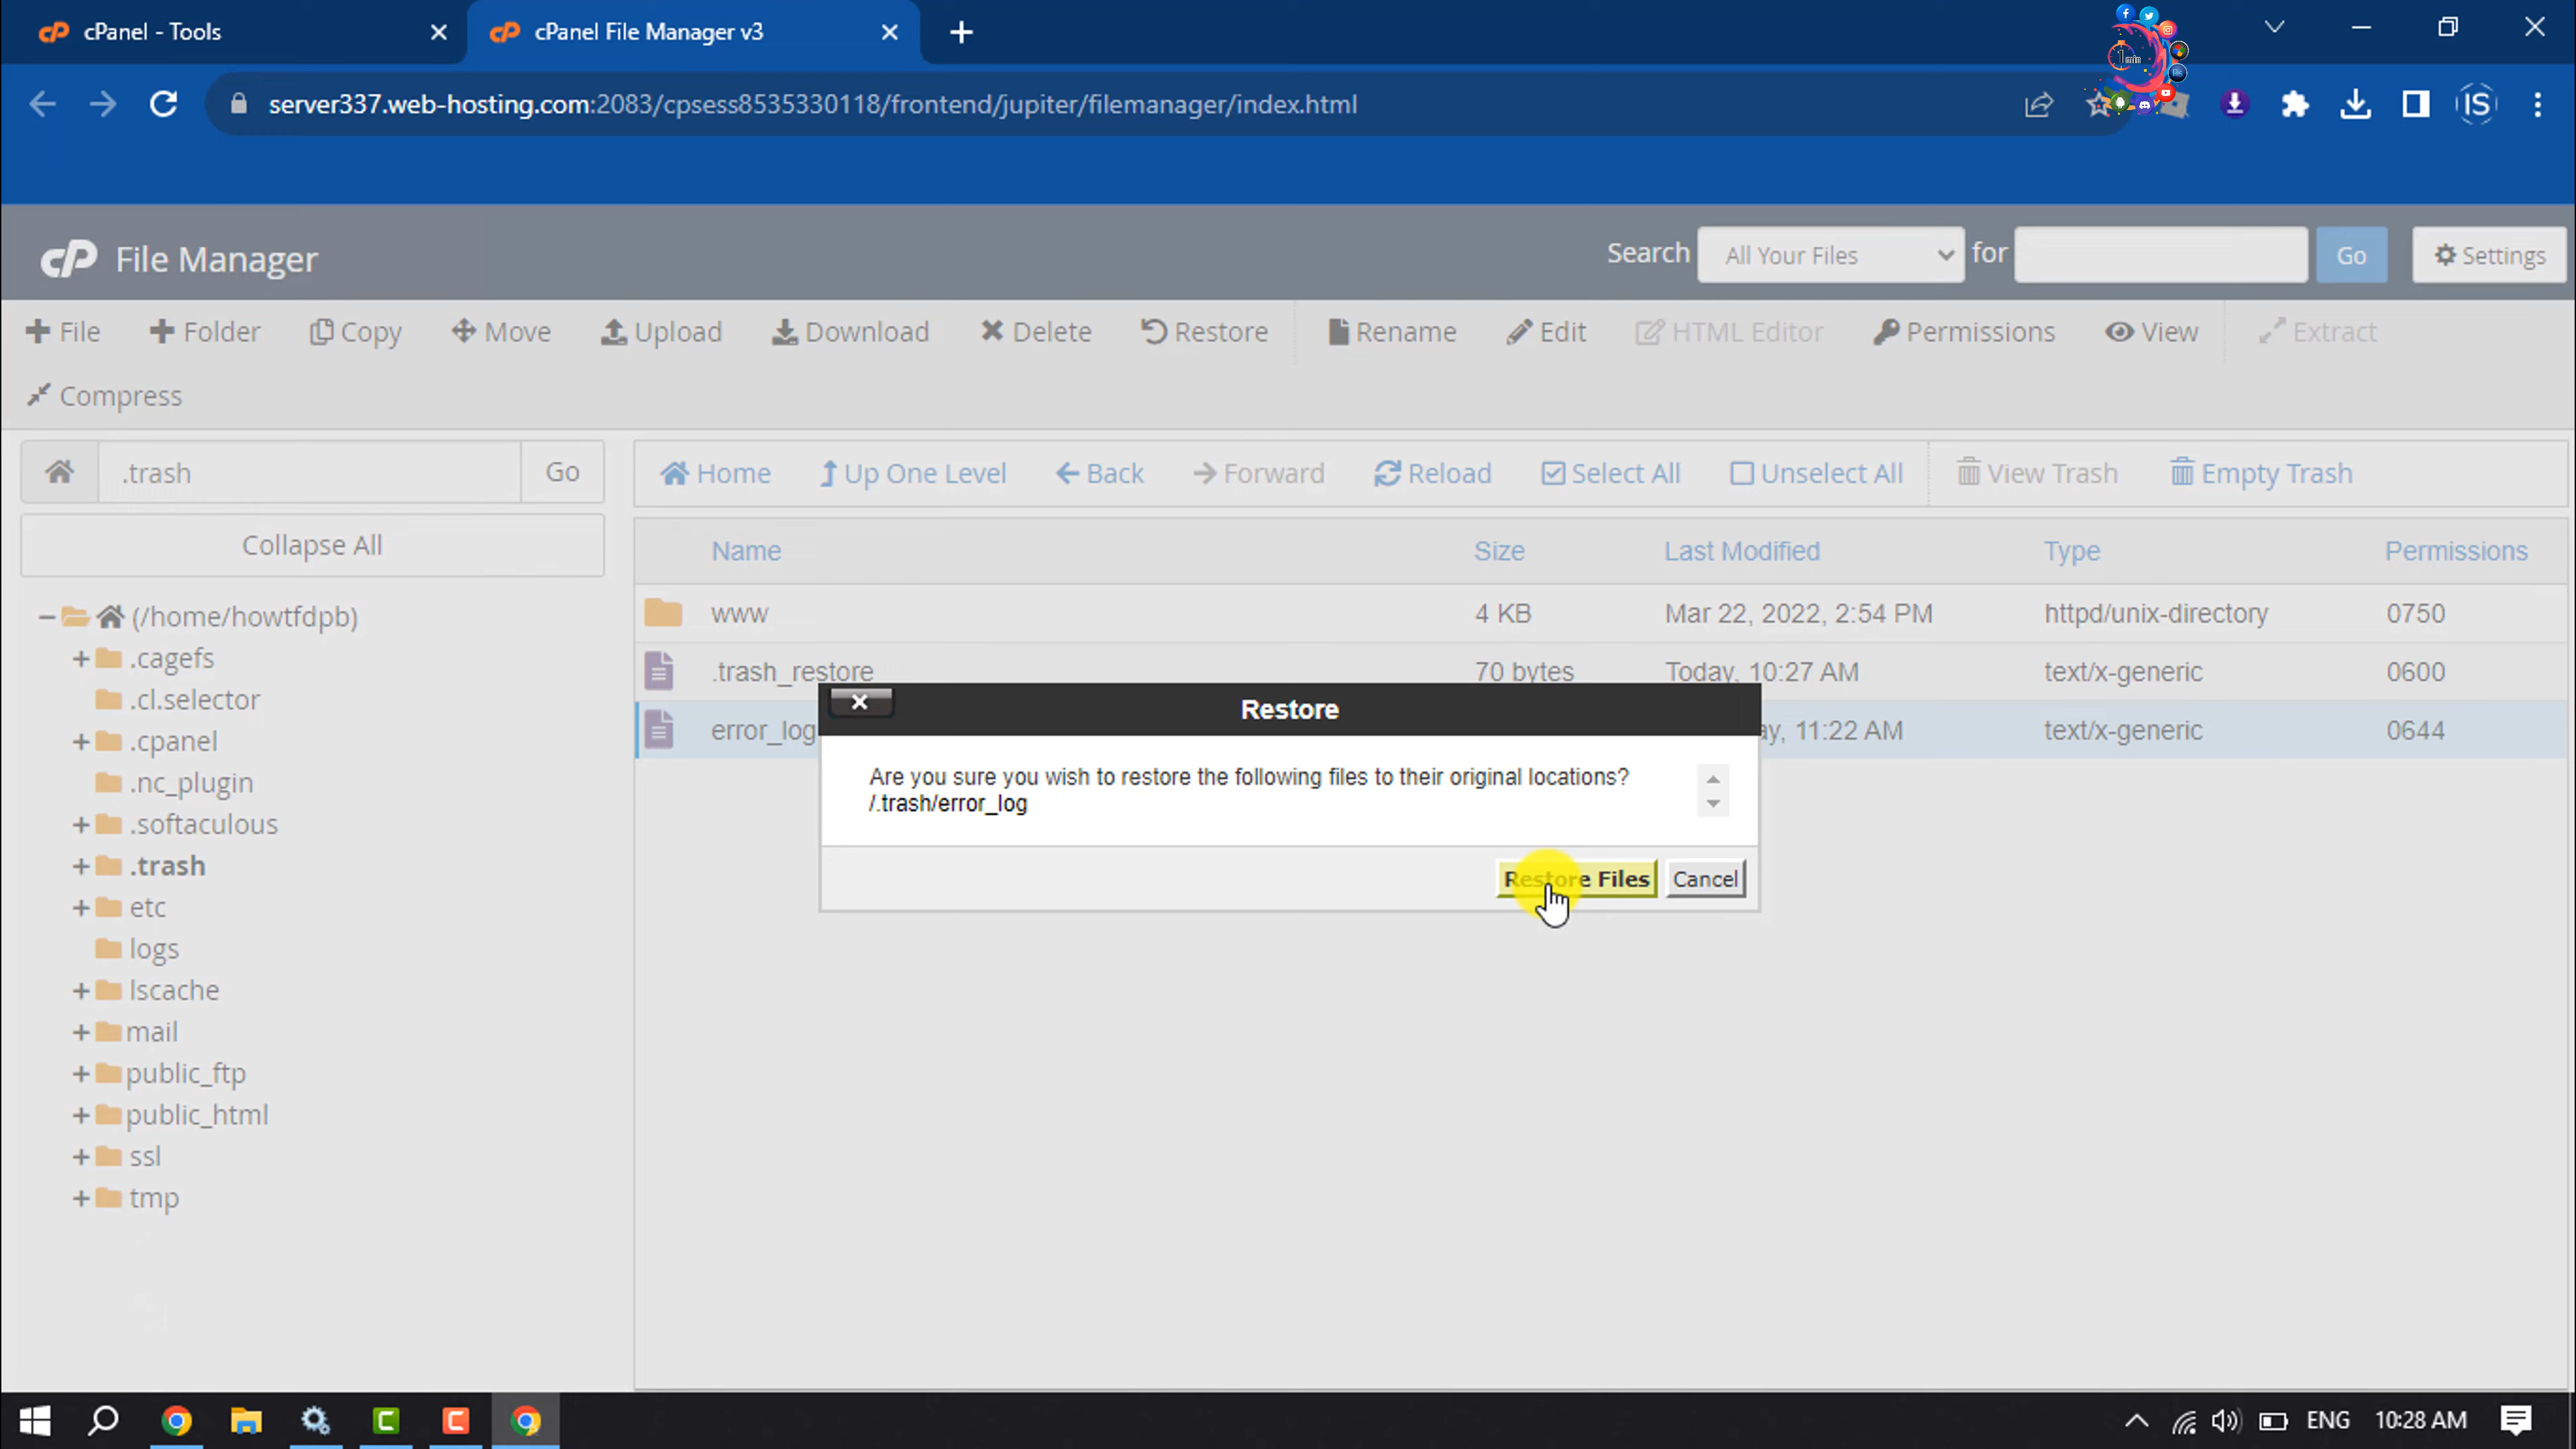 cPanel - Tools
cPanel File Manager v3
1 min
server337.web-hosting.com:2083/cpsess8535330118/frontend/jupiter/filemanager/index.html
IS
cP File Manager
Search All Your Files for Go Settings
File Folder Copy Move Upload Download Delete Restore Rename Edit HTML Editor Permissions View Extract
Compress
.trash Go
Home Up One Level Back Forward Reload Select All Unselect All View Trash Empty Trash
Collapse All
Name Size Last Modified Type Permissions
(/home/howtfdpb)
.cagefs
.cl.selector
.cpanel
.nc_plugin
.softaculous
.trash
etc
logs
lscache
mail
public_ftp
public_html
ssl
tmp
www 4 KB Mar 22, 2022, 2:54 PM httpd/unix-directory 0750
.trash_restore 70 bytes Today, 10:27 AM text/x-generic 0600
error_log ay, 11:22 AM text/x-generic 0644
Restore
Are you sure you wish to restore the following files to their original locations?
/.trash/error_log
Restore Files Cancel
ENG 10:28 AM